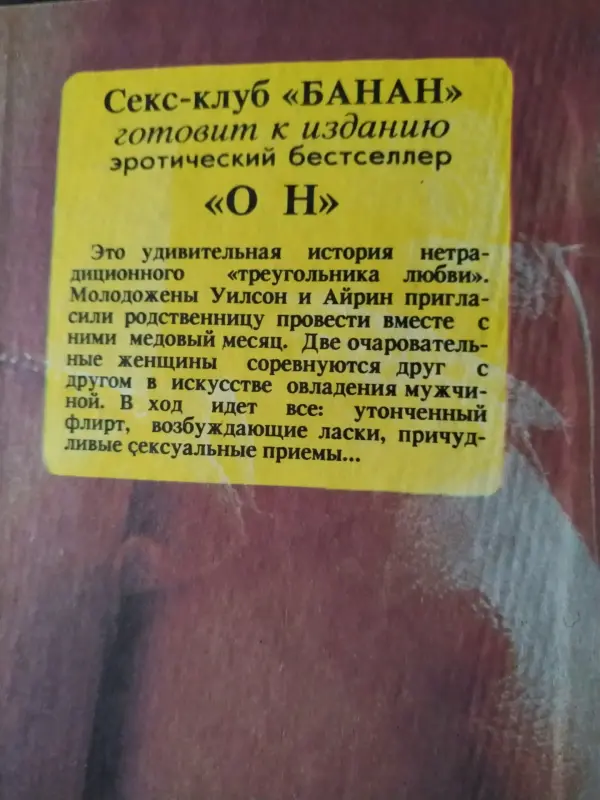 Секс-клуб «БАНАН»
готовит к изданию
эротический бестселлер
«О Н»
Это удивительная история нетра-
диционного «треугольника любви».
Молодожены Уилсон и Айрин пригла-
сили родственницу провести вместе с
ними медовый месяц. Две очарователь-
ные женщины соревнуются друг с
другом в искусстве овладения мужчи-
ной. В ход идет все: утонченный
флирт, возбуждающие ласки, причуд-
ливые сексуальные приемы...